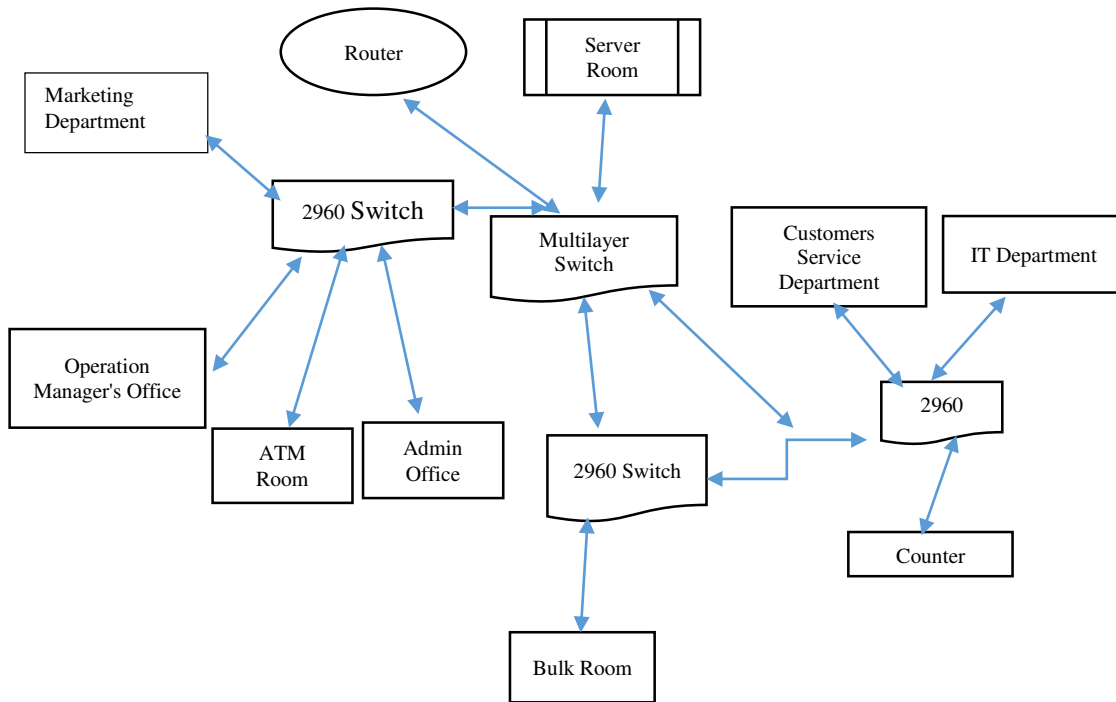 Router
Server
Room
Marketing
Department
2960 Switch
Multilayer
Switch
Customers
Service
Department
IT Department
Operation
Manager's Office
ATM
Room
Admin
Office
2960 Switch
2960
Counter
Bulk Room